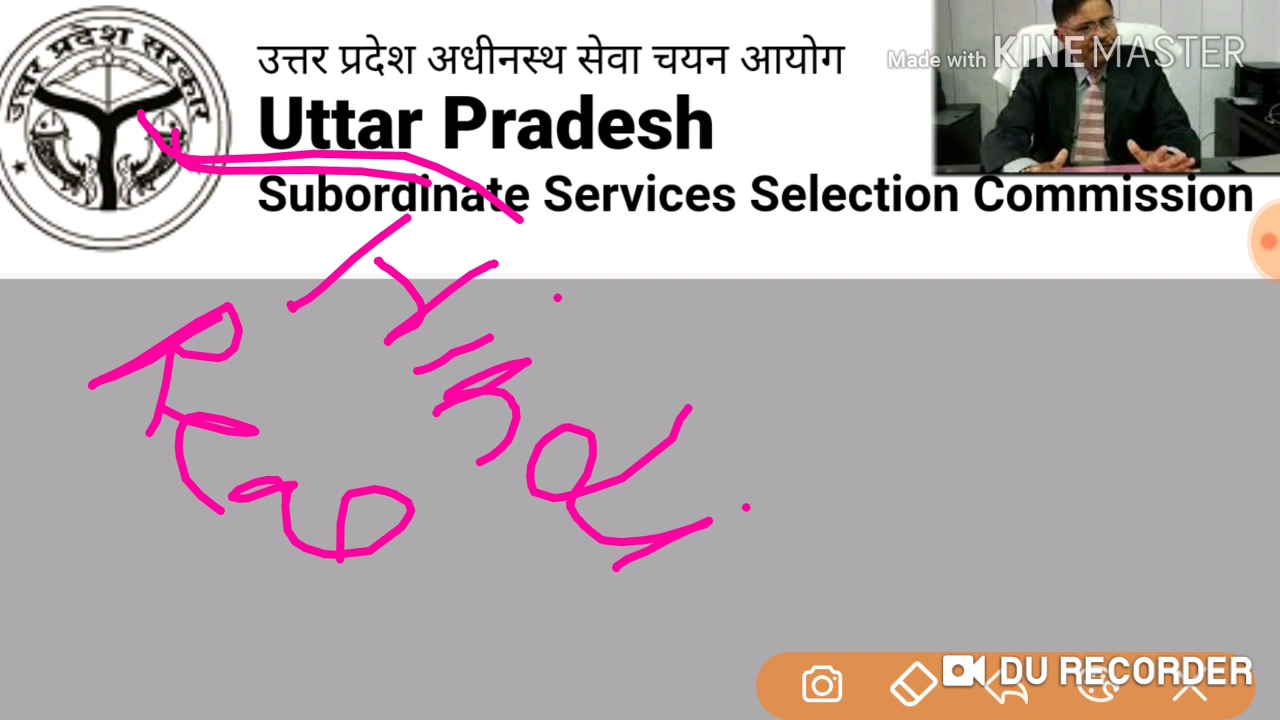 उत्तर प्रदेश सरकार
उत्तर प्रदेश अधीनस्थ सेवा चयन आयोग
Made with KINEMASTER
Uttar Pradesh
Subordinate Services Selection Commission
Hindi
Read
DU RECORDER